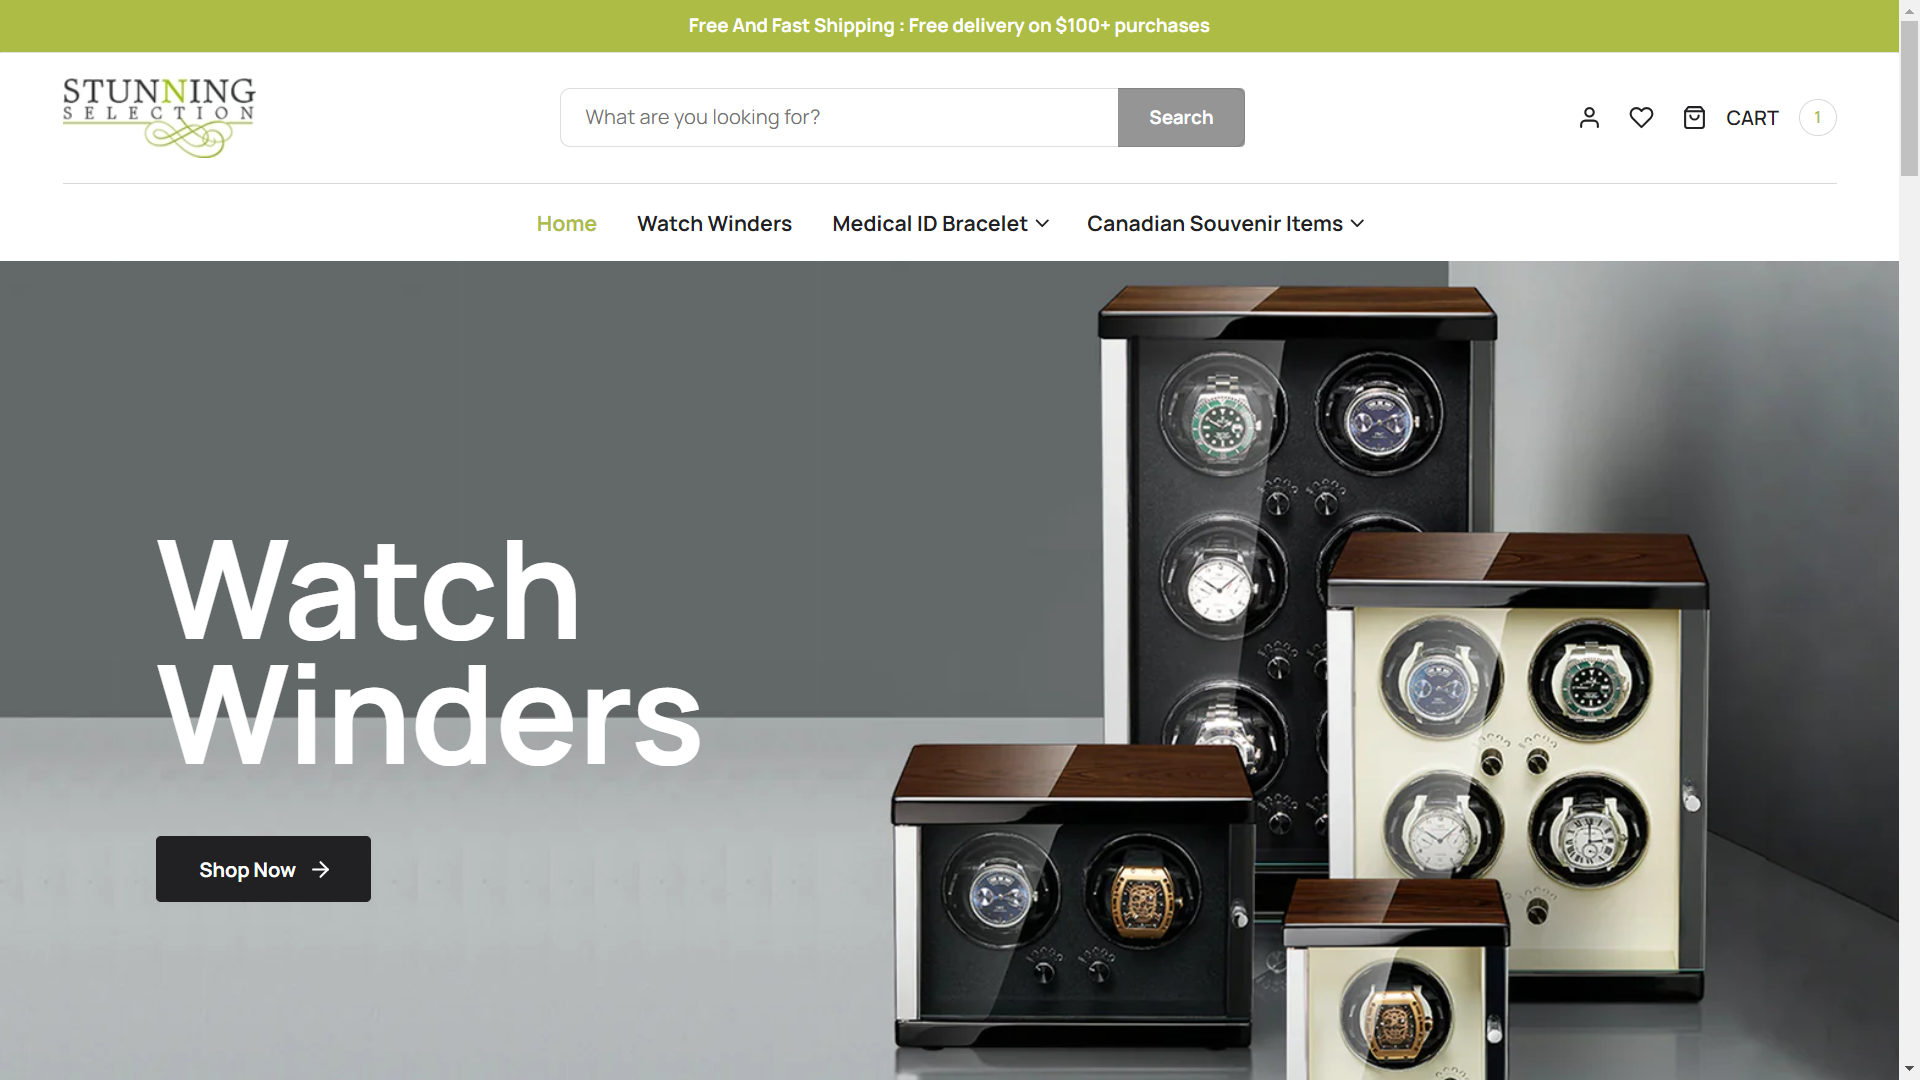 Free And Fast Shipping : Free delivery on $100+ purchases
STUNNING
SELECTION
What are you looking for?
Search
CART
1
Home
Watch Winders
Medical ID Bracelet
Canadian Souvenir Items
Watch
Winders
Shop Now